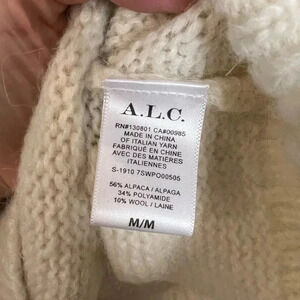 A.L.C.
RN#130801 CA#00985
MADE IN CHINA
OF ITALIAN YARN
FABRIQUÉ EN CHINE
AVEC DES MATIÈRES
ITALIENNES
S-1910 7SWPO00505
56% ALPACA / ALPAGA
34% POLYAMIDE
10% WOOL / LAINE
M/M